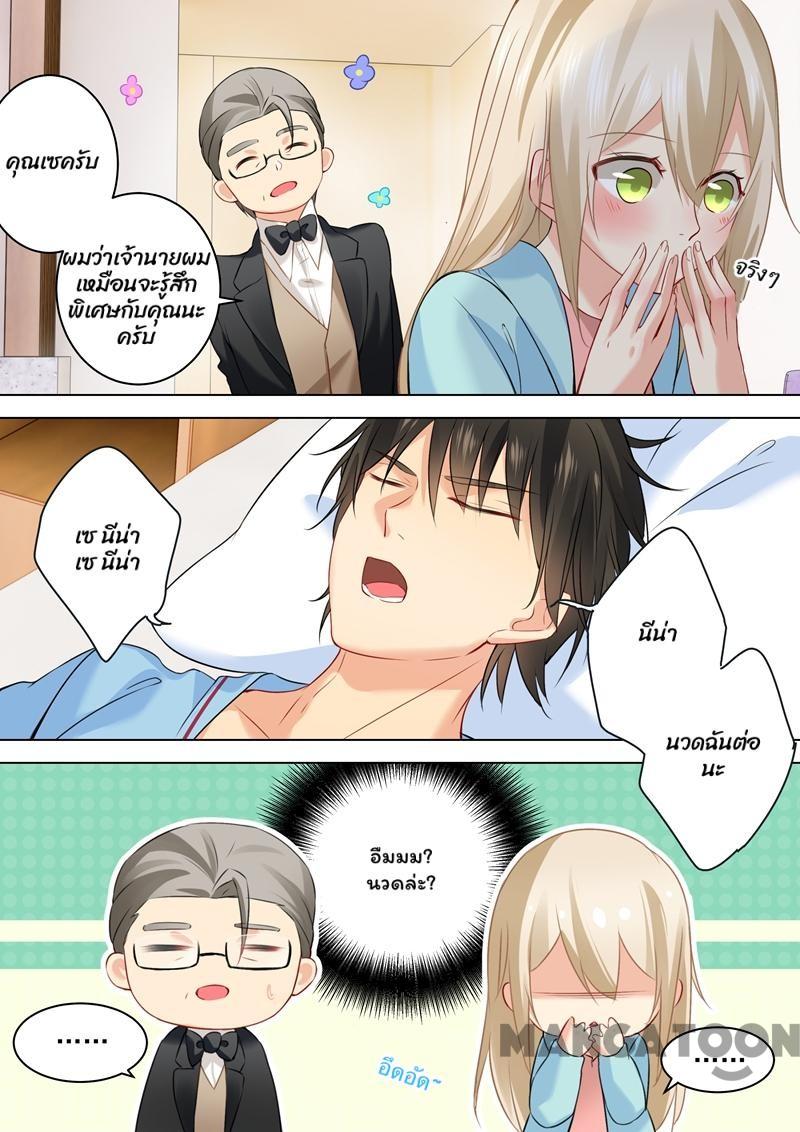 คุณเซครับ
ผมว่าเจ้านายผม
เหมือนจะรู้สึก
พิเศษกับคุณนะ
ครับ
จริงๆ
เซ นีน่า
เซ นีน่า
นีน่า
นวดฉันต่อ
นะ
อืมมม?
นวดล่ะ?
......
อึดอัด~
......
MANGATOON